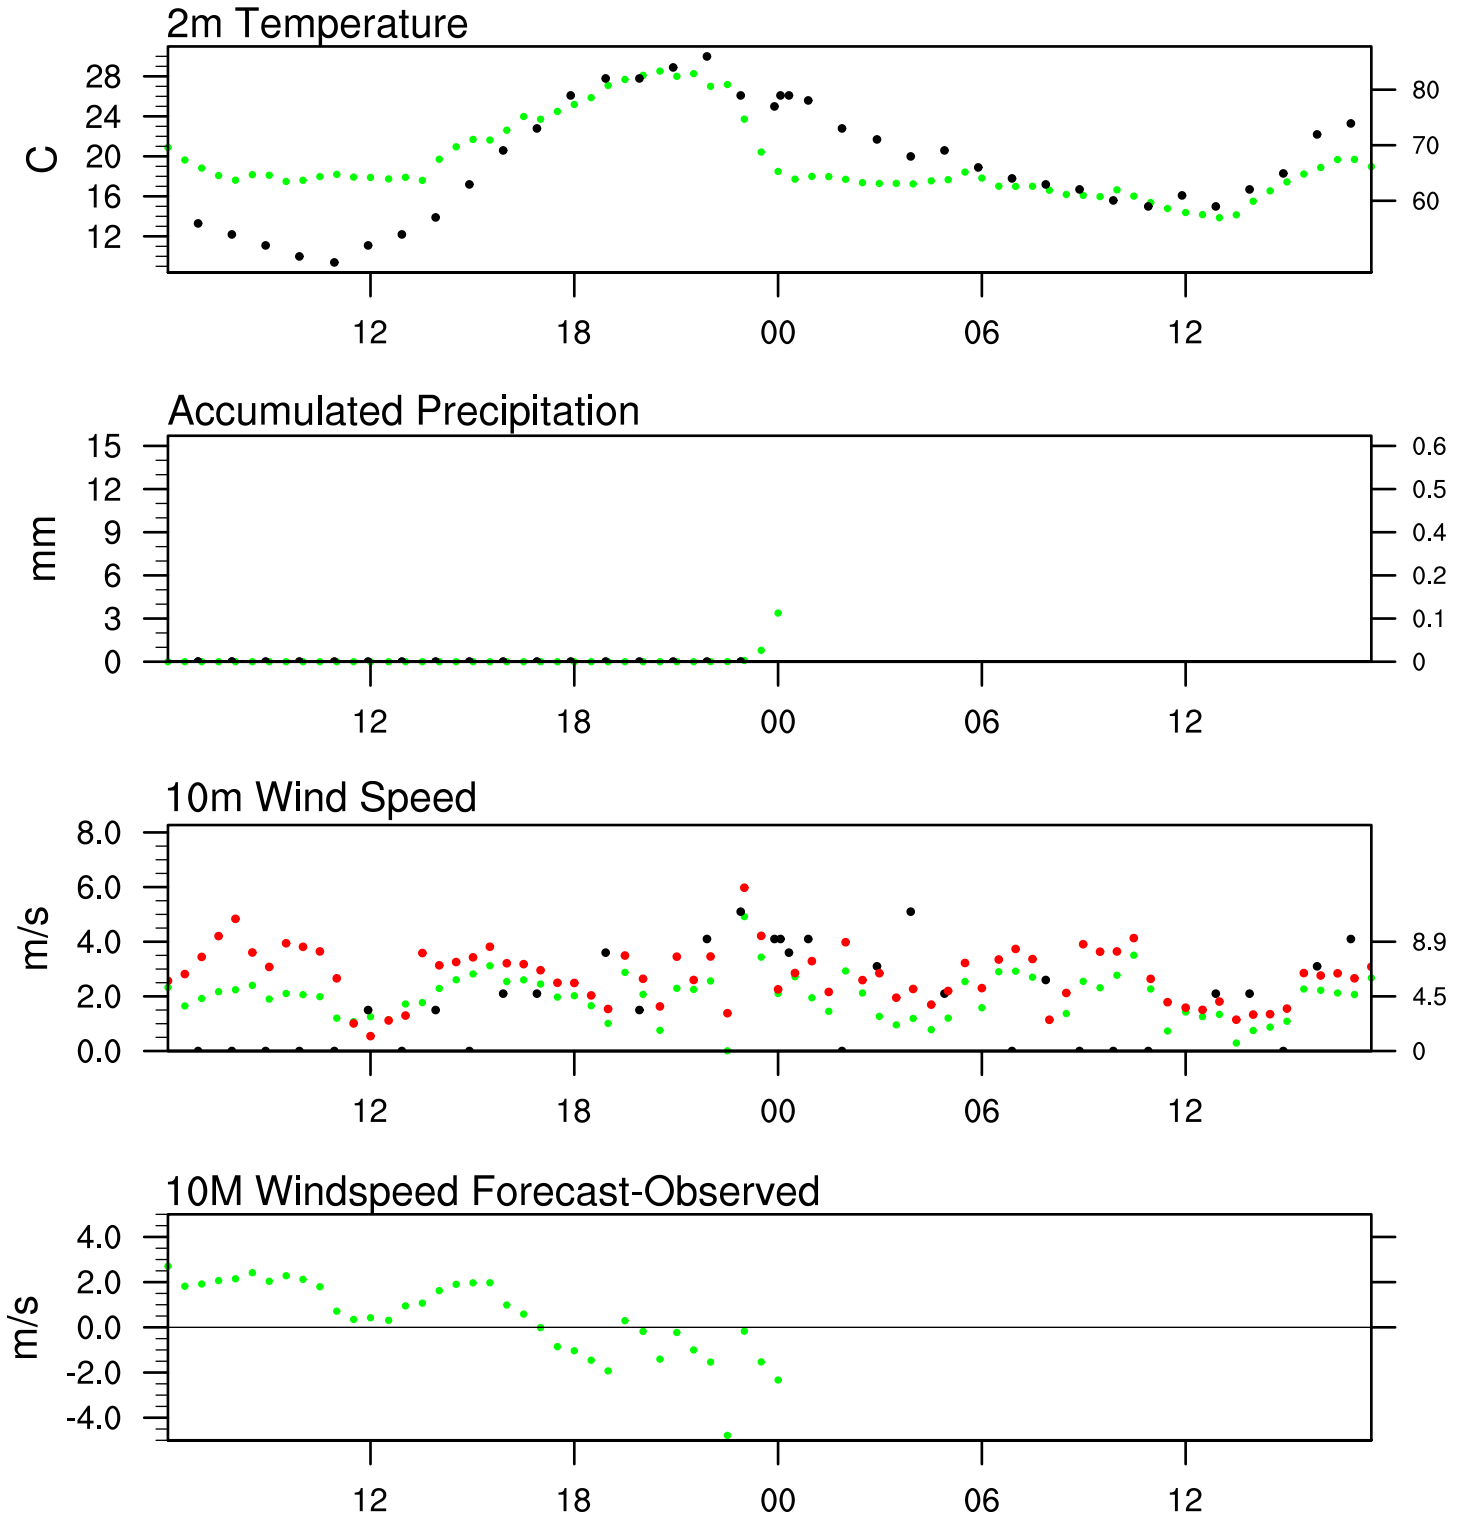 2m Temperature
28
24
20
16
12
C
80
70
60
12 18 00 06 12
Accumulated Precipitation
15
12
9
6
3
0
mm
0.6
0.5
0.4
0.2
0.1
0
12 18 00 06 12
10m Wind Speed
8.0
6.0
4.0
2.0
0.0
m/s
8.9
4.5
0
12 18 00 06 12
10M Windspeed Forecast-Observed
4.0
2.0
0.0
-2.0
-4.0
m/s
12 18 00 06 12